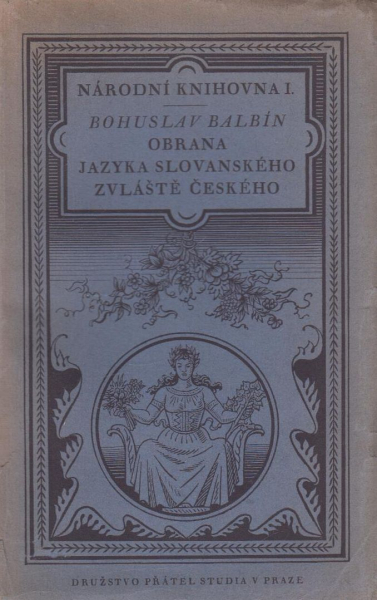 NÁRODNÍ KNIHOVNA I.
BOHUSLAV BALBÍN
OBRANA
JAZYKA SLOVANSKÉHO
ZVLÁŠTĚ ČESKÉHO
DRUŽSTVO PŘÁTEL STUDIA V PRAZE